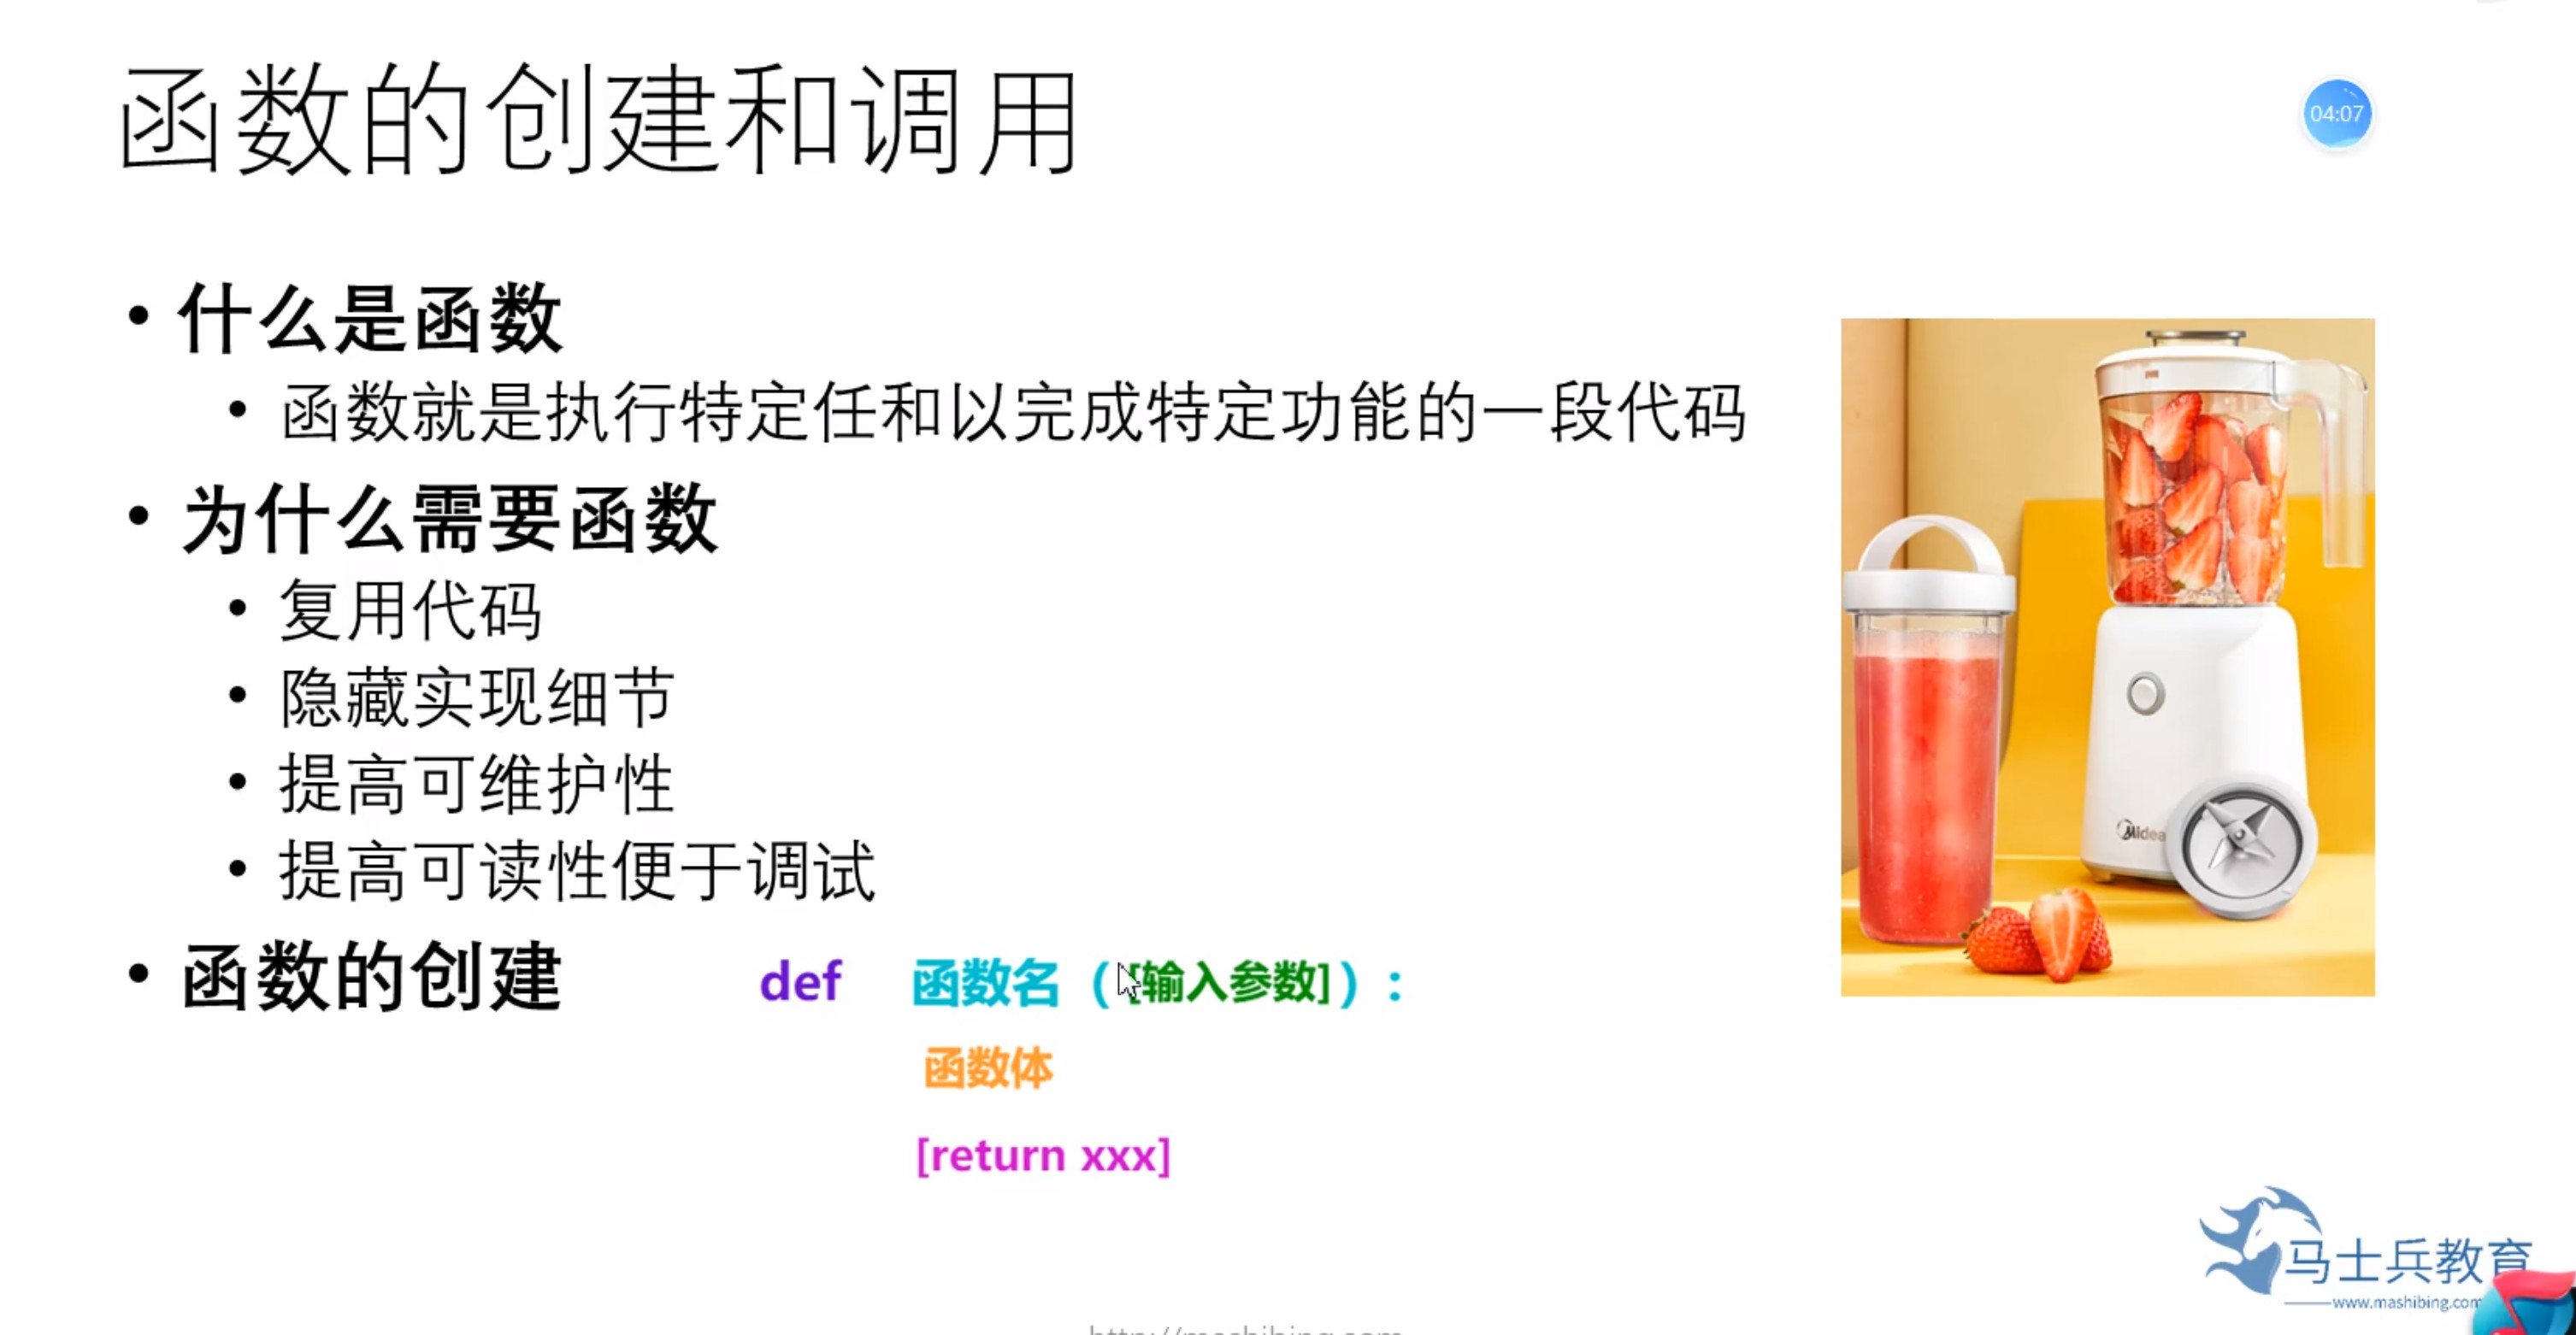 函数的创建和调用
04:07
• 什么是函数
• 函数就是执行特定任和以完成特定功能的一段代码
• 为什么需要函数
• 复用代码
• 隐藏实现细节
• 提高可维护性
• 提高可读性便于调试
• 函数的创建
def 函数名（[输入参数]）：
函数体
[return xxx]
Midea
马士兵教育
www.mashibing.com
http://mashibing.com